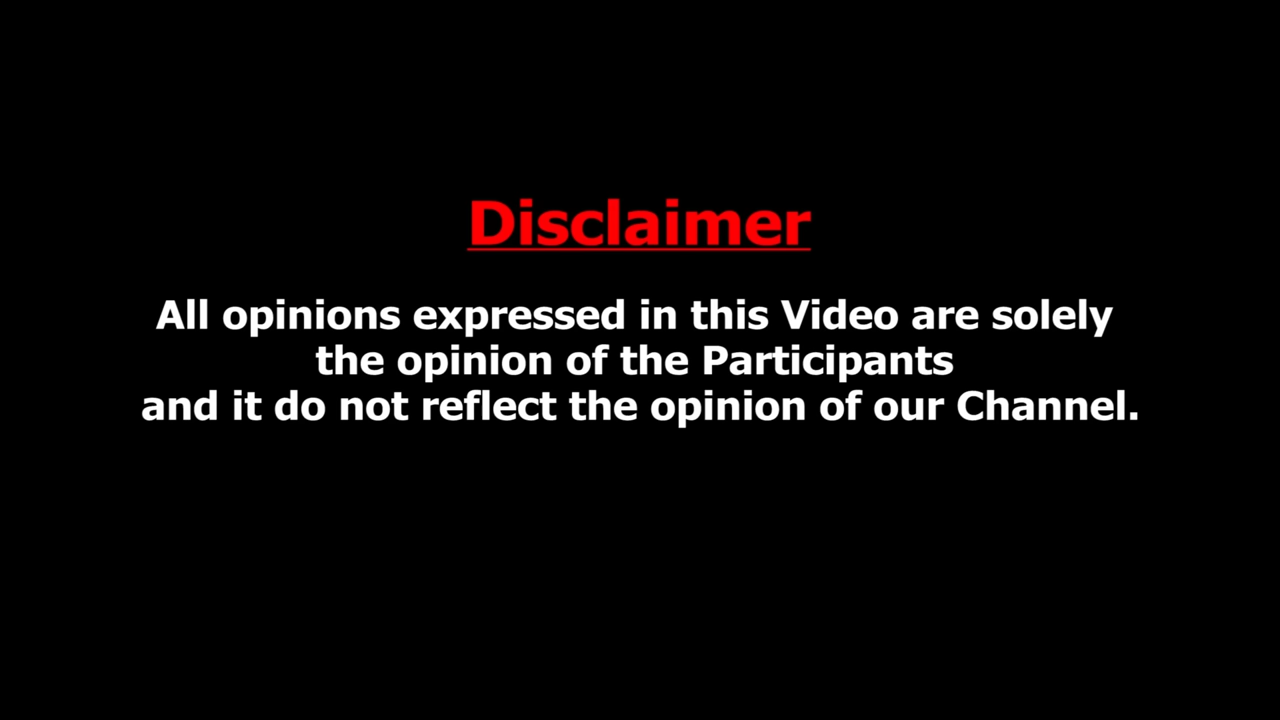 Disclaimer
All opinions expressed in this Video are solely
the opinion of the Participants
and it do not reflect the opinion of our Channel.